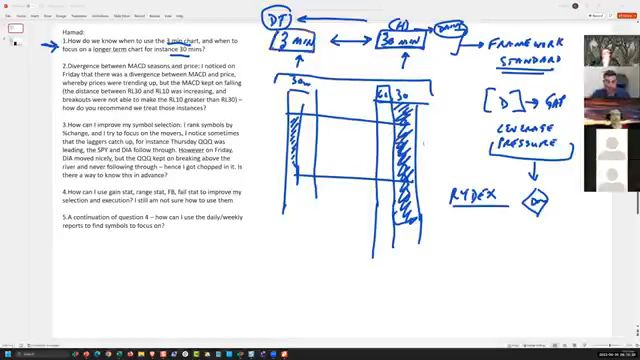 Hamad:
1.How do we know when to use the 3 min chart, and when to
focus on a longer term chart for instance 30 mins?
2.Divergence between MACD seasons and price: I noticed on
Friday that there was a divergence between MACD and price,
whereby prices were trending up, but the MACD kept on falling
(the distance between RL30 and RL10 was increasing, and
breakouts were not able to make the RL10 greater than RL30) –
how do you recommend we treat those instances?
3.How can I improve my symbol selection: I rank symbols by
%change, and I try to focus on the movers, I notice sometimes
that the laggers catch up, for instance Thursday QQQ was
leading, the SPY and DIA follow through. However on Friday,
DIA moved nicely, but the QQQ kept on breaking above the
river and never following through - hence I got chopped in it. Is
there a way to know this in advance?
4.How can I use gain stat, range stat, FB, fail stat to improve my
selection and execution? I still am not sure how to use them
5.A continuation of question 4 – how can I use the daily/weekly
reports to find symbols to focus on?
DT
(H)
3 MIN
30 MIN
FRAMEWORK
STANDARD
30
[D] → GAP
LEVERAGE
PRESSURE
RYDEX